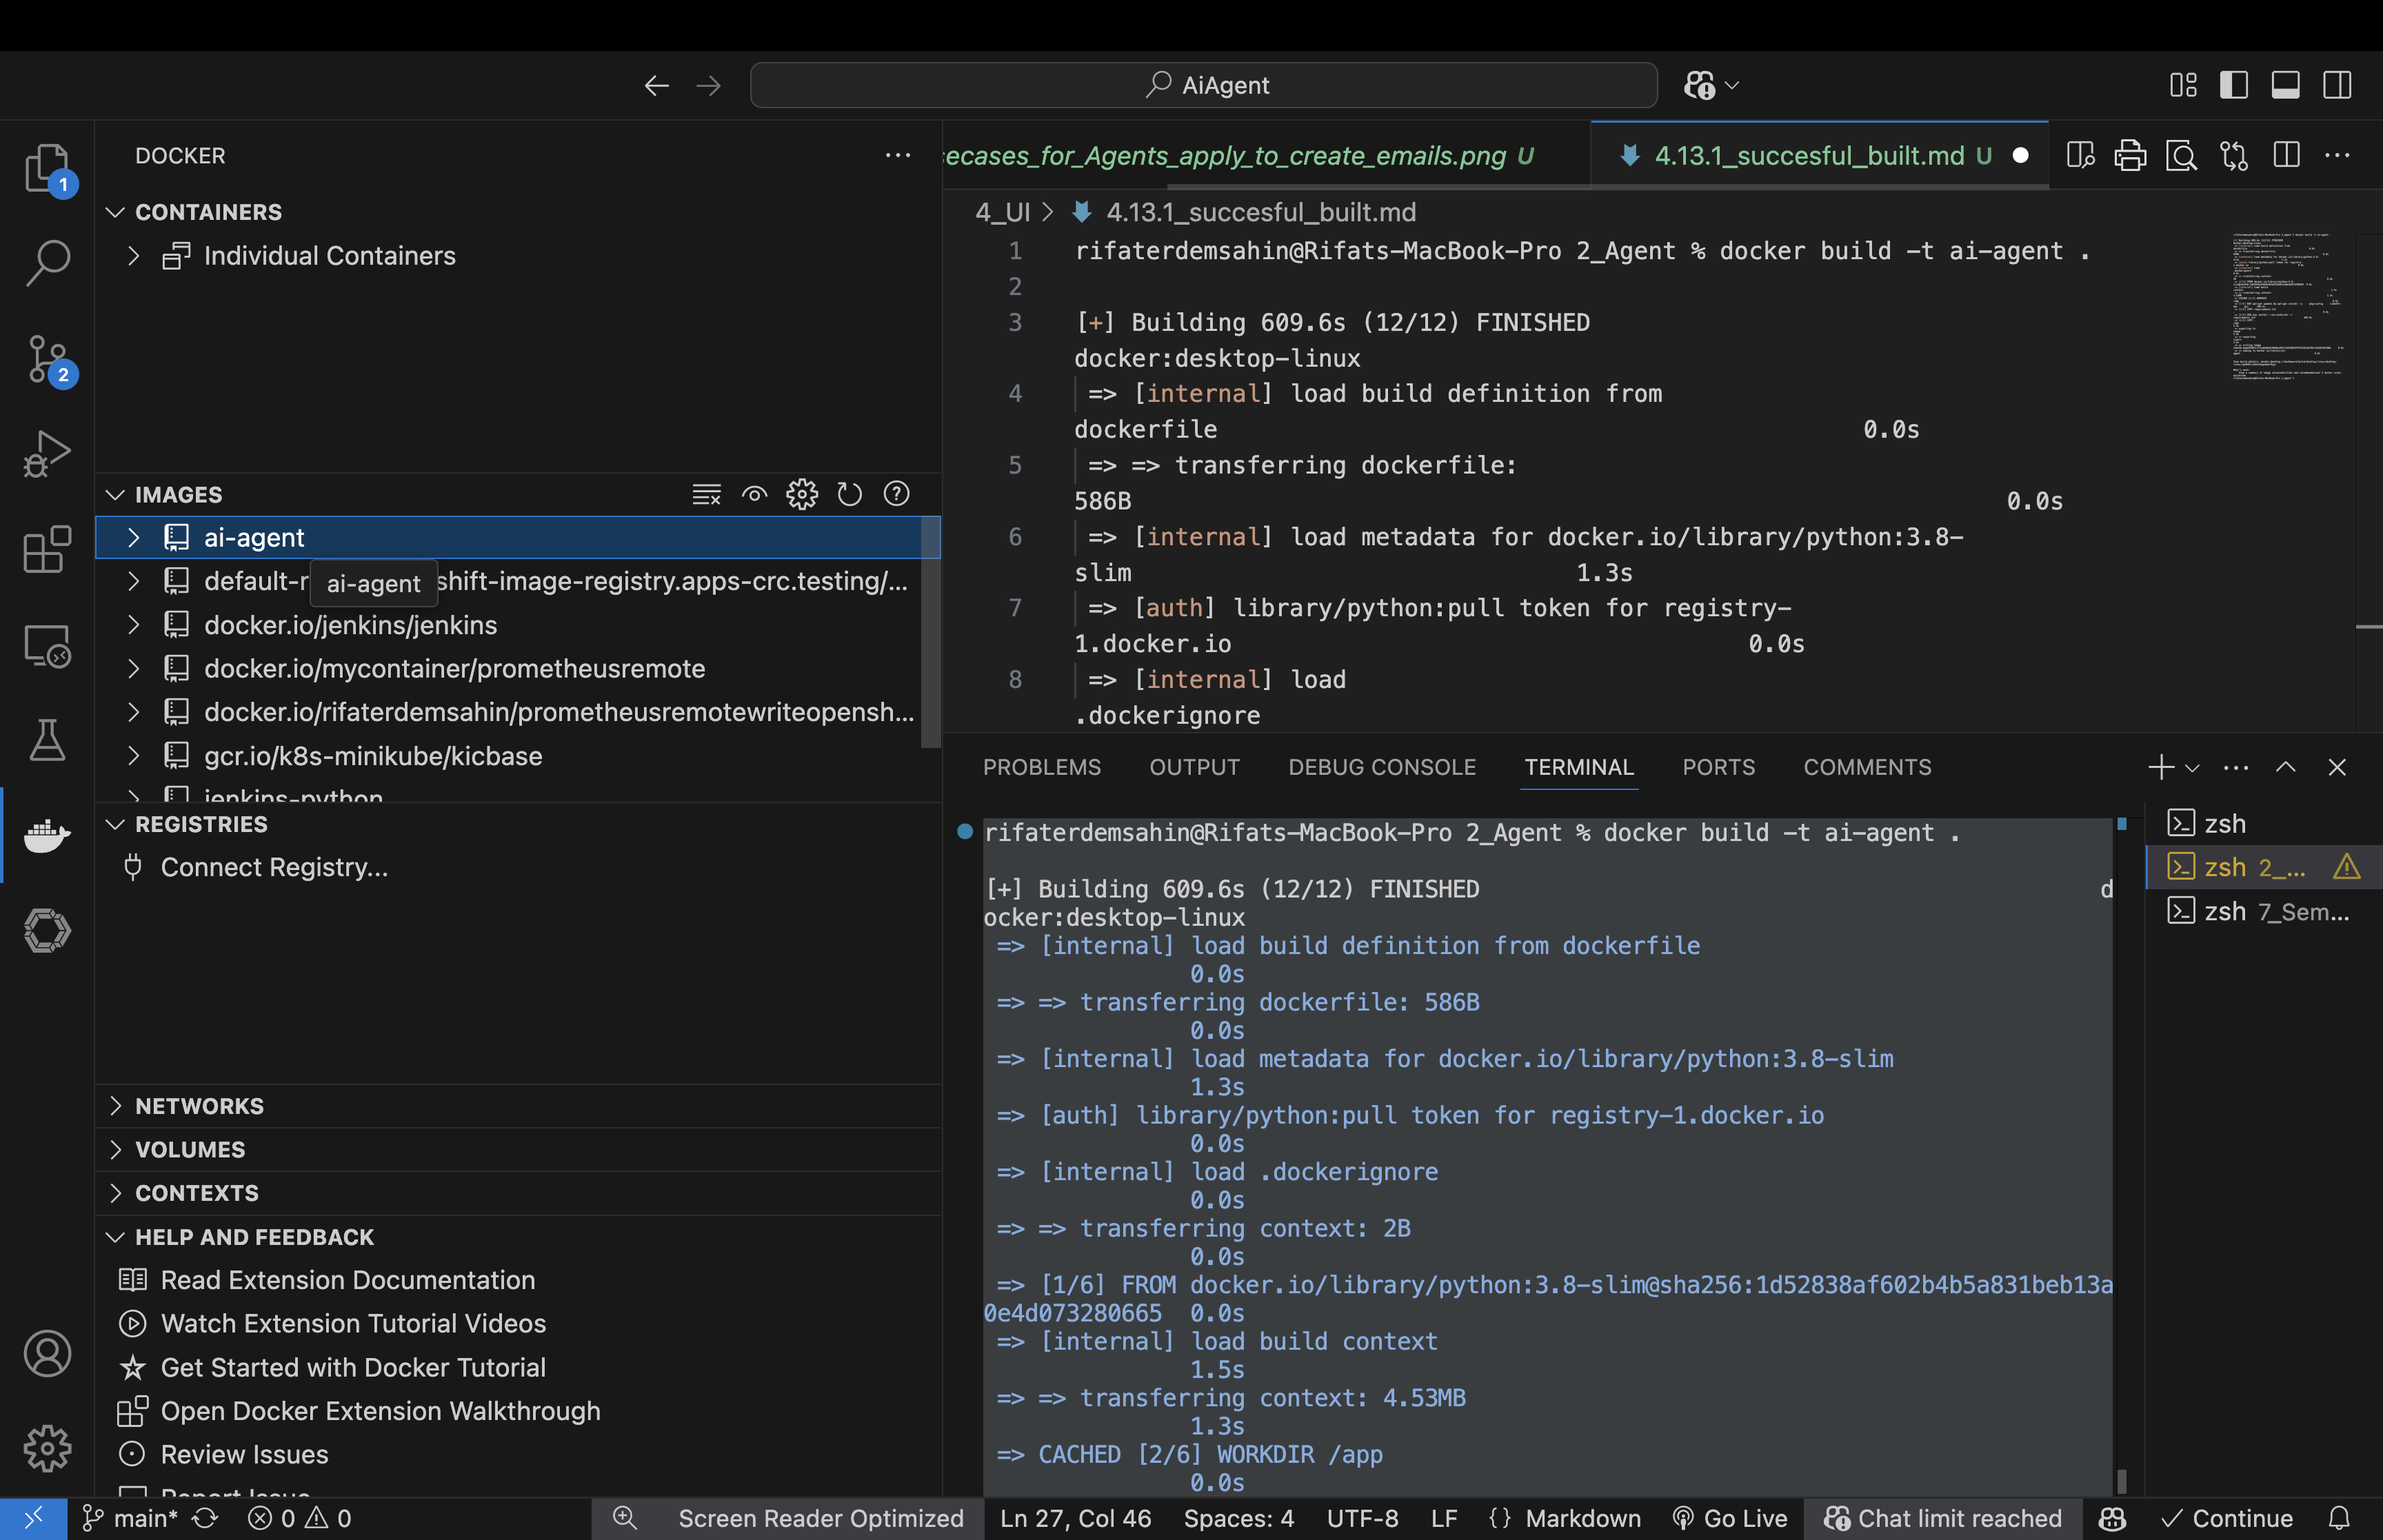 AiAgent
1
2
DOCKER
CONTAINERS
Individual Containers
IMAGES
ai-agent
default-r
shift-image-registry.apps-crc.testing/...
ai-agent
docker.io/jenkins/jenkins
docker.io/mycontainer/prometheusremote
docker.io/rifaterdemsahin/prometheusremotewriteopensh...
gcr.io/k8s-minikube/kicbase
jenkins-python
REGISTRIES
Connect Registry...
NETWORKS
VOLUMES
CONTEXTS
HELP AND FEEDBACK
Read Extension Documentation
Watch Extension Tutorial Videos
Get Started with Docker Tutorial
Open Docker Extension Walkthrough
Review Issues
Report Issue
secases_for_Agents_apply_to_create_emails.png U
4.13.1_succesful_built.md U
4_UI > 4.13.1_succesful_built.md
1 rifaterdemsahin@Rifats-MacBook-Pro 2_Agent % docker build -t ai-agent .
2
3 [+] Building 609.6s (12/12) FINISHED
docker:desktop-linux
4 => [internal] load build definition from
dockerfile 0.0s
5 => => transferring dockerfile:
586B 0.0s
6 => [internal] load metadata for docker.io/library/python:3.8-
slim 1.3s
7 => [auth] library/python:pull token for registry-
1.docker.io 0.0s
8 => [internal] load
.dockerignore
PROBLEMS OUTPUT DEBUG CONSOLE TERMINAL PORTS COMMENTS
rifaterdemsahin@Rifats-MacBook-Pro 2_Agent % docker build -t ai-agent .
[+] Building 609.6s (12/12) FINISHED d
ocker:desktop-linux
=> [internal] load build definition from dockerfile
0.0s
=> => transferring dockerfile: 586B
0.0s
=> [internal] load metadata for docker.io/library/python:3.8-slim
1.3s
=> [auth] library/python:pull token for registry-1.docker.io
0.0s
=> [internal] load .dockerignore
0.0s
=> => transferring context: 2B
0.0s
=> [1/6] FROM docker.io/library/python:3.8-slim@sha256:1d52838af602b4b5a831beb13a
0e4d073280665 0.0s
=> [internal] load build context
1.5s
=> => transferring context: 4.53MB
1.3s
=> CACHED [2/6] WORKDIR /app
0.0s
zsh
zsh 2_...
zsh 7_Sem...
main* 0 0 Screen Reader Optimized Ln 27, Col 46 Spaces: 4 UTF-8 LF {} Markdown Go Live Chat limit reached Continue